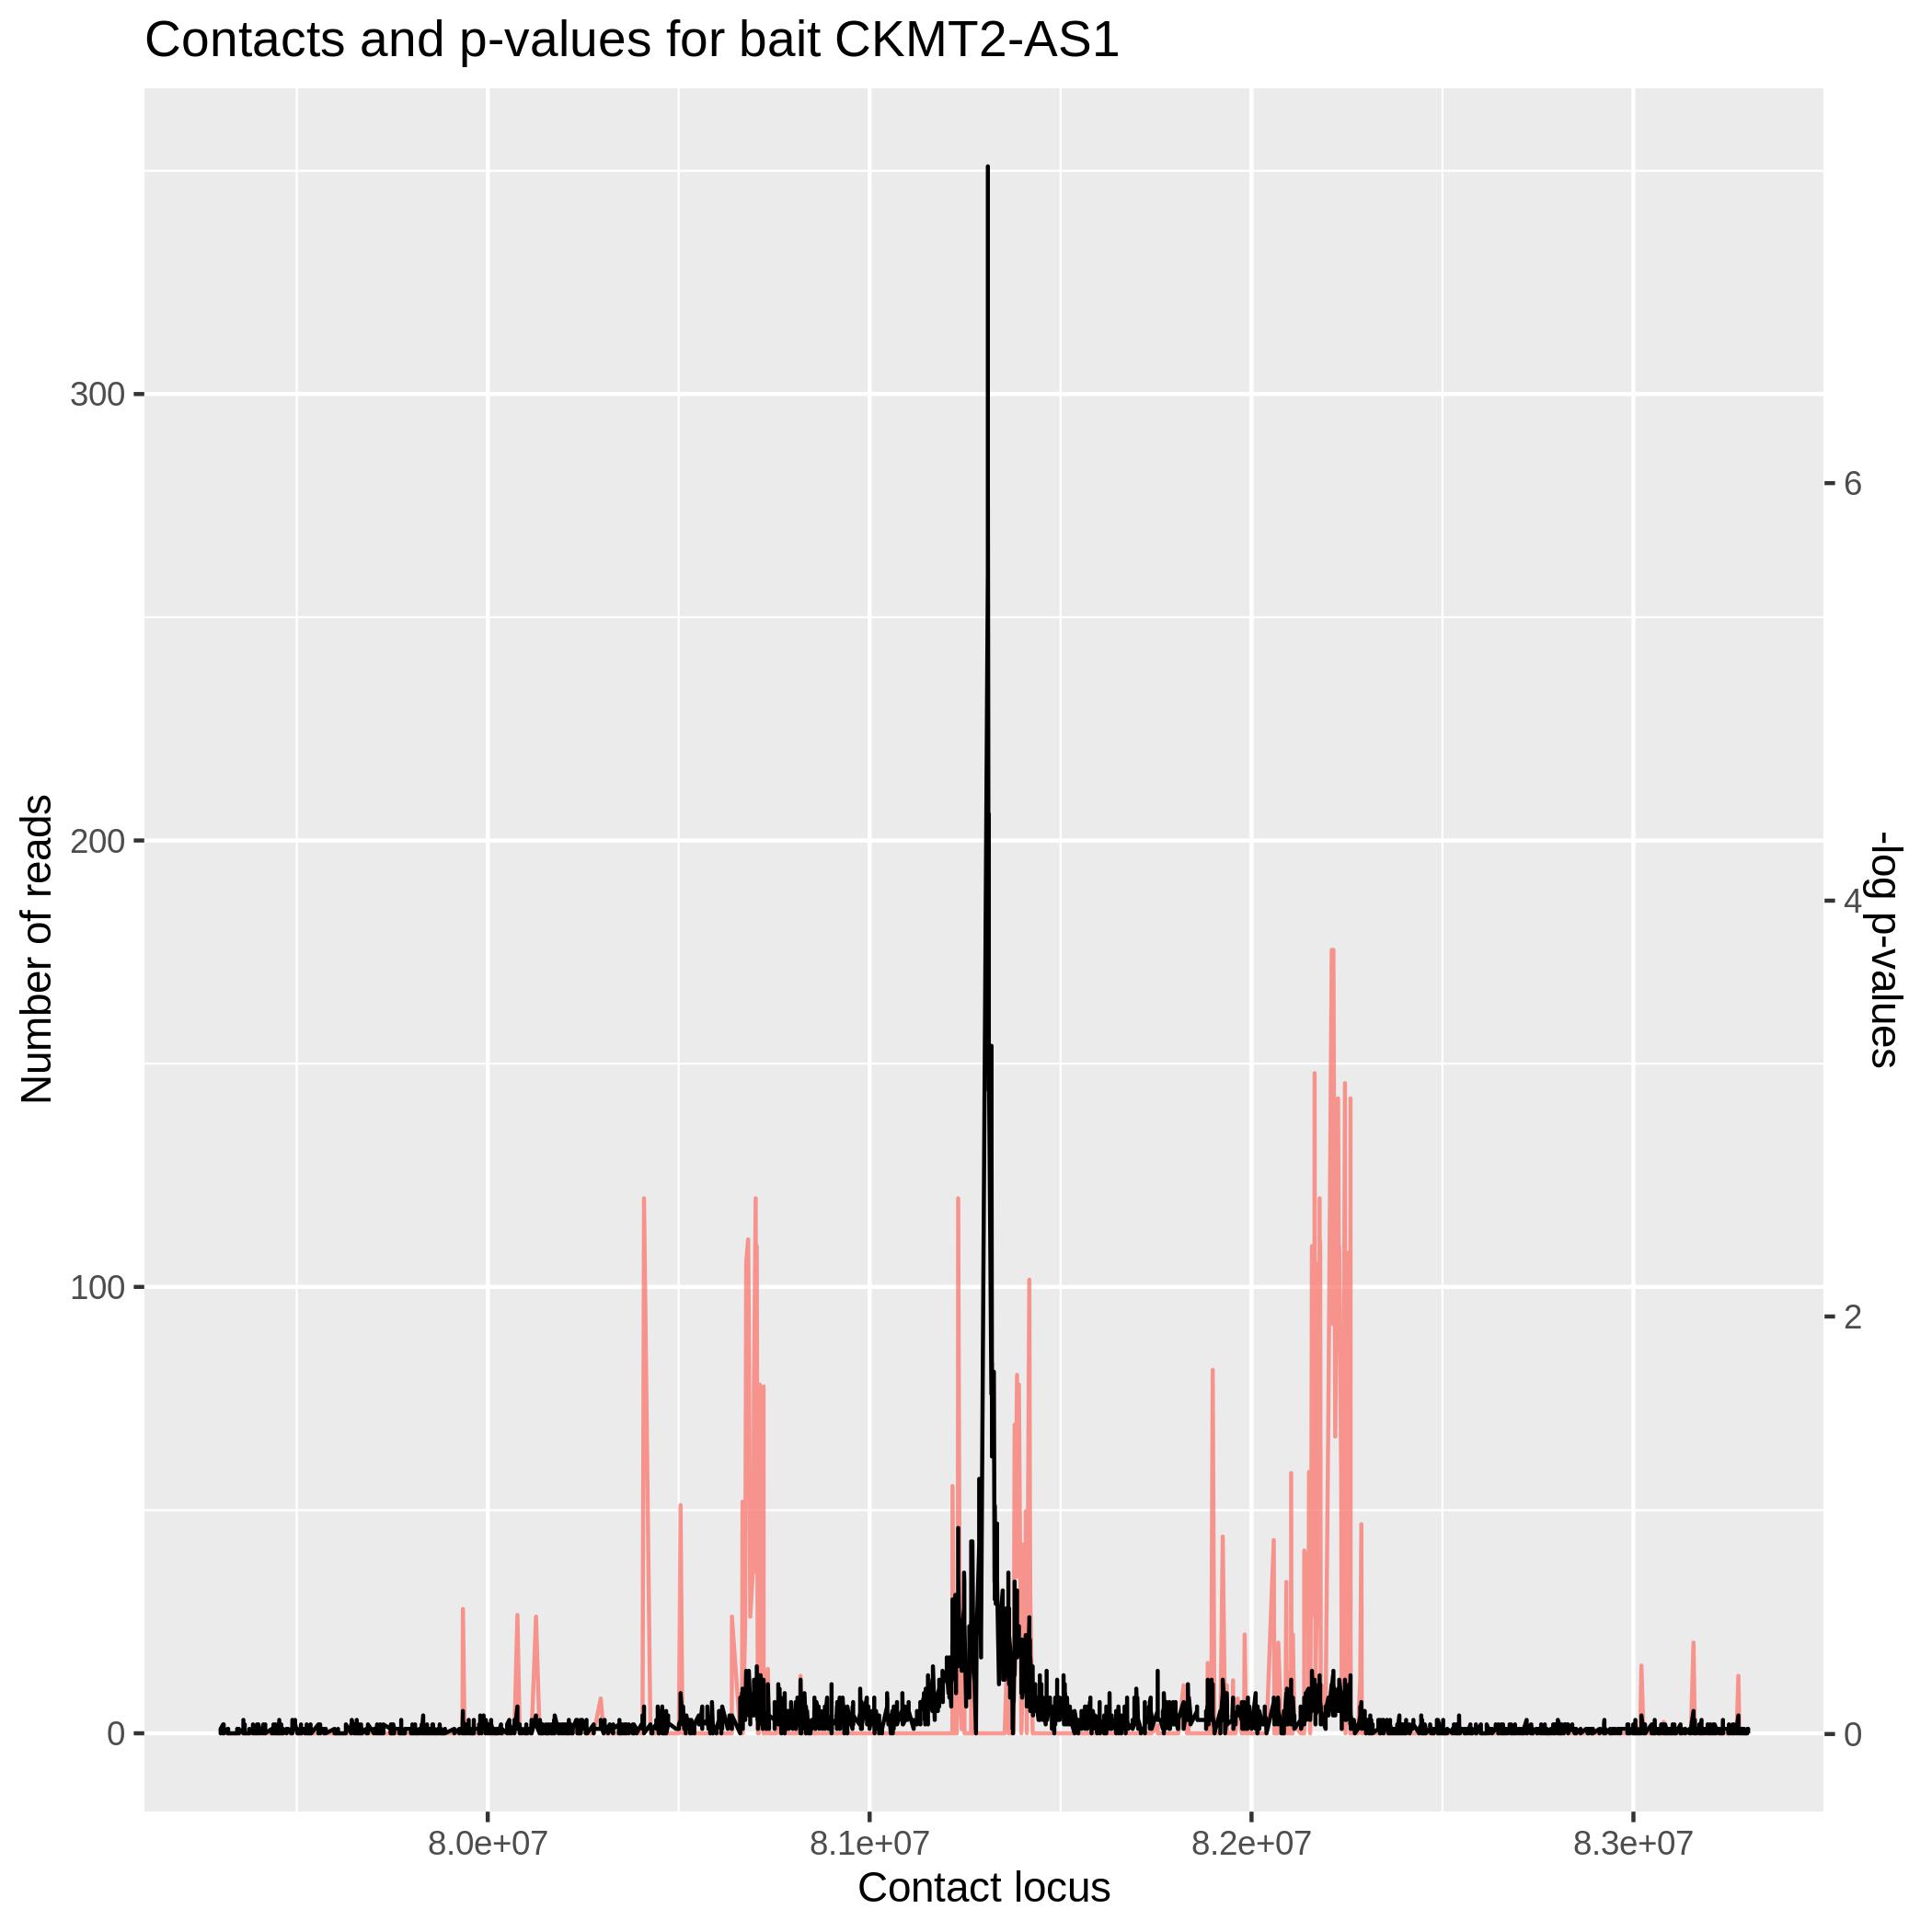 Contacts and p-values for bait CKMT2-AS1
Number of reads
300
200
100
0
6
4
2
0
-log p-values
8.0e+07 8.1e+07 8.2e+07 8.3e+07
Contact locus